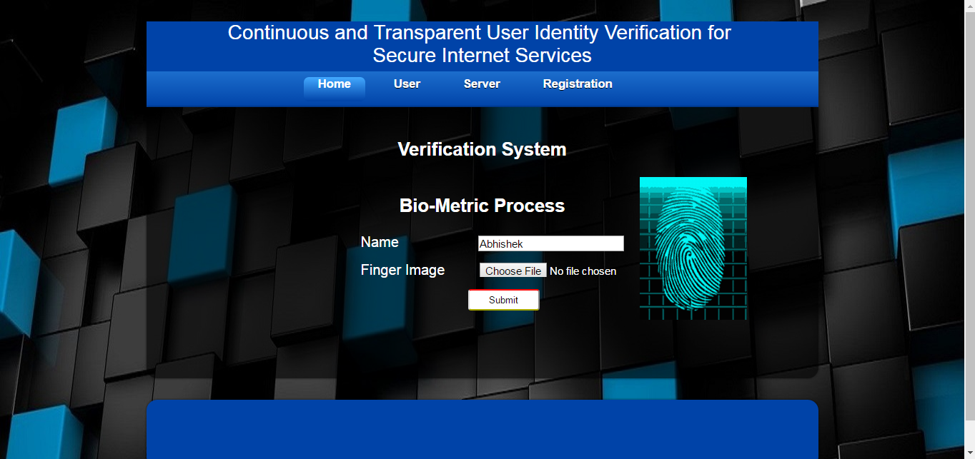 Continuous and Transparent User Identity Verification for
Secure Internet Services
Home User Server Registration
Verification System
Bio-Metric Process
Name Abhishek
Finger Image Choose File No file chosen
Submit